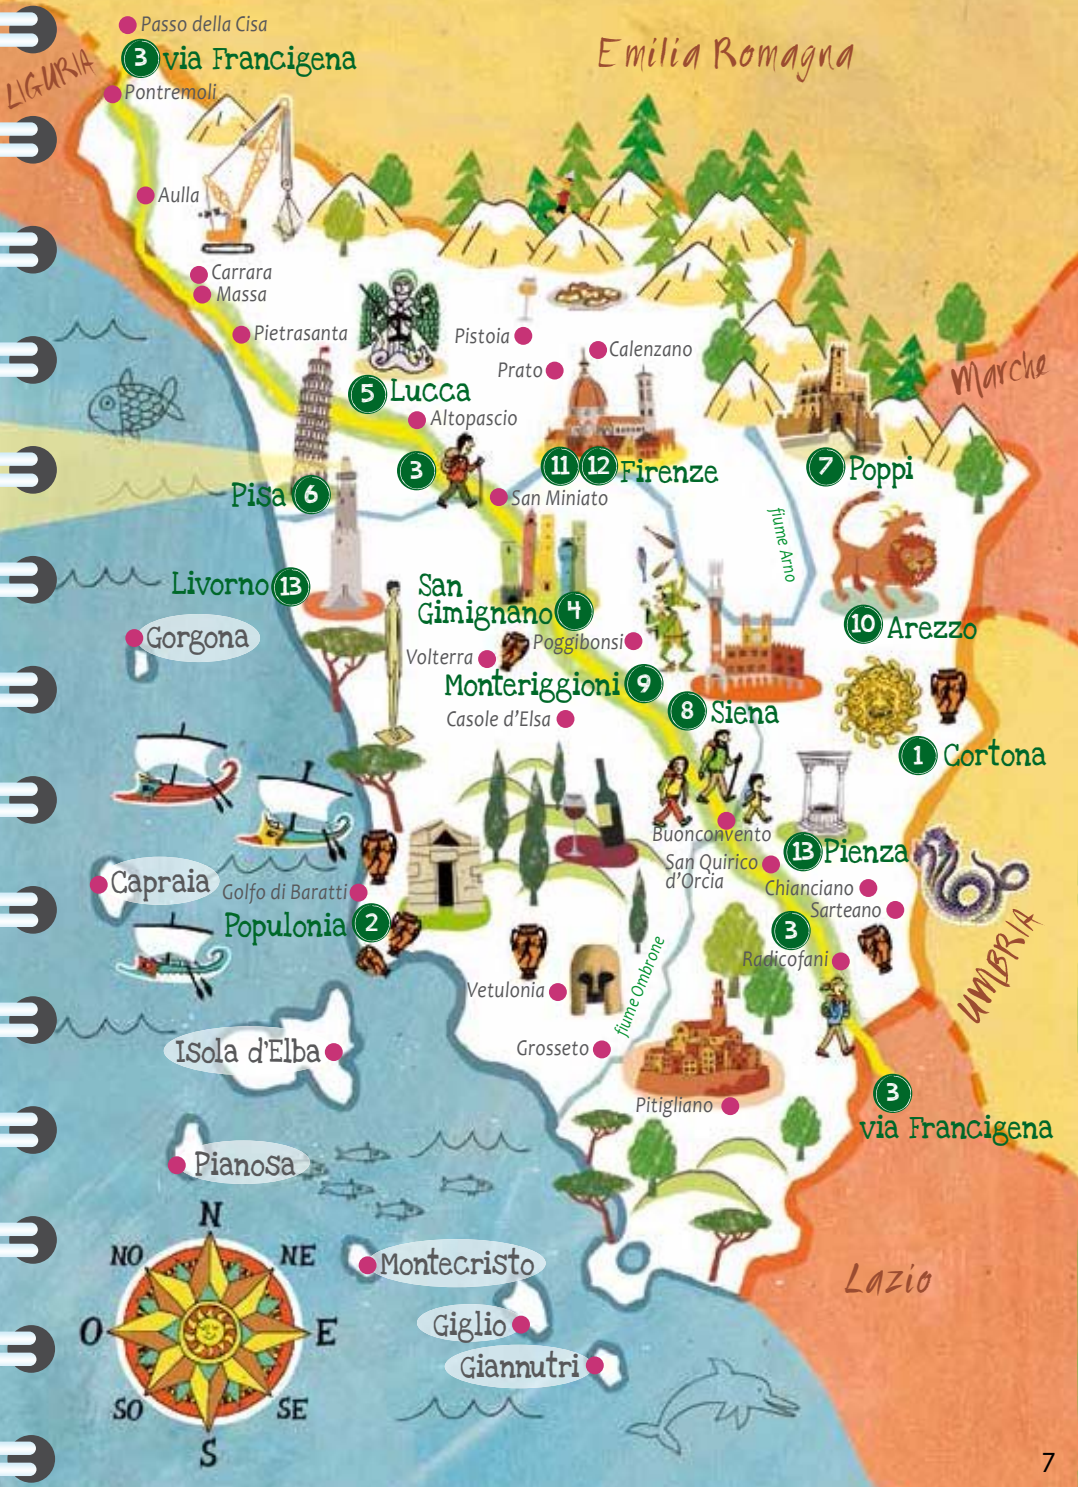 Passo della Cisa
3 via Francigena
LIGURIA
Pontremoli
Emilia Romagna
Aulla
Carrara
Massa
Pietrasanta
Pistoia
Calenzano
Prato
Marche
5 Lucca
Altopascio
3
11 12 Firenze
7 Poppi
Pisa 6
San Miniato
fiume Arno
Livorno 13
San
Gimignano 4
10 Arezzo
Gorgona
Poggibonsi
Volterra
Monteriggioni 9
Casole d'Elsa
8 Siena
1 Cortona
Buonconvento
13 Pienza
San Quirico
d'Orcia
Chianciano
Sarteano
Capraia
Golfo di Baratti
Populonia 2
3
Radicofani
UMBRIA
Vetulonia
fiume Ombrone
Isola d'Elba
Grosseto
Pitigliano
3
via Francigena
Pianosa
N
NO
NE
Montecristo
Lazio
O
E
Giglio
Giannutri
SO
SE
S
7